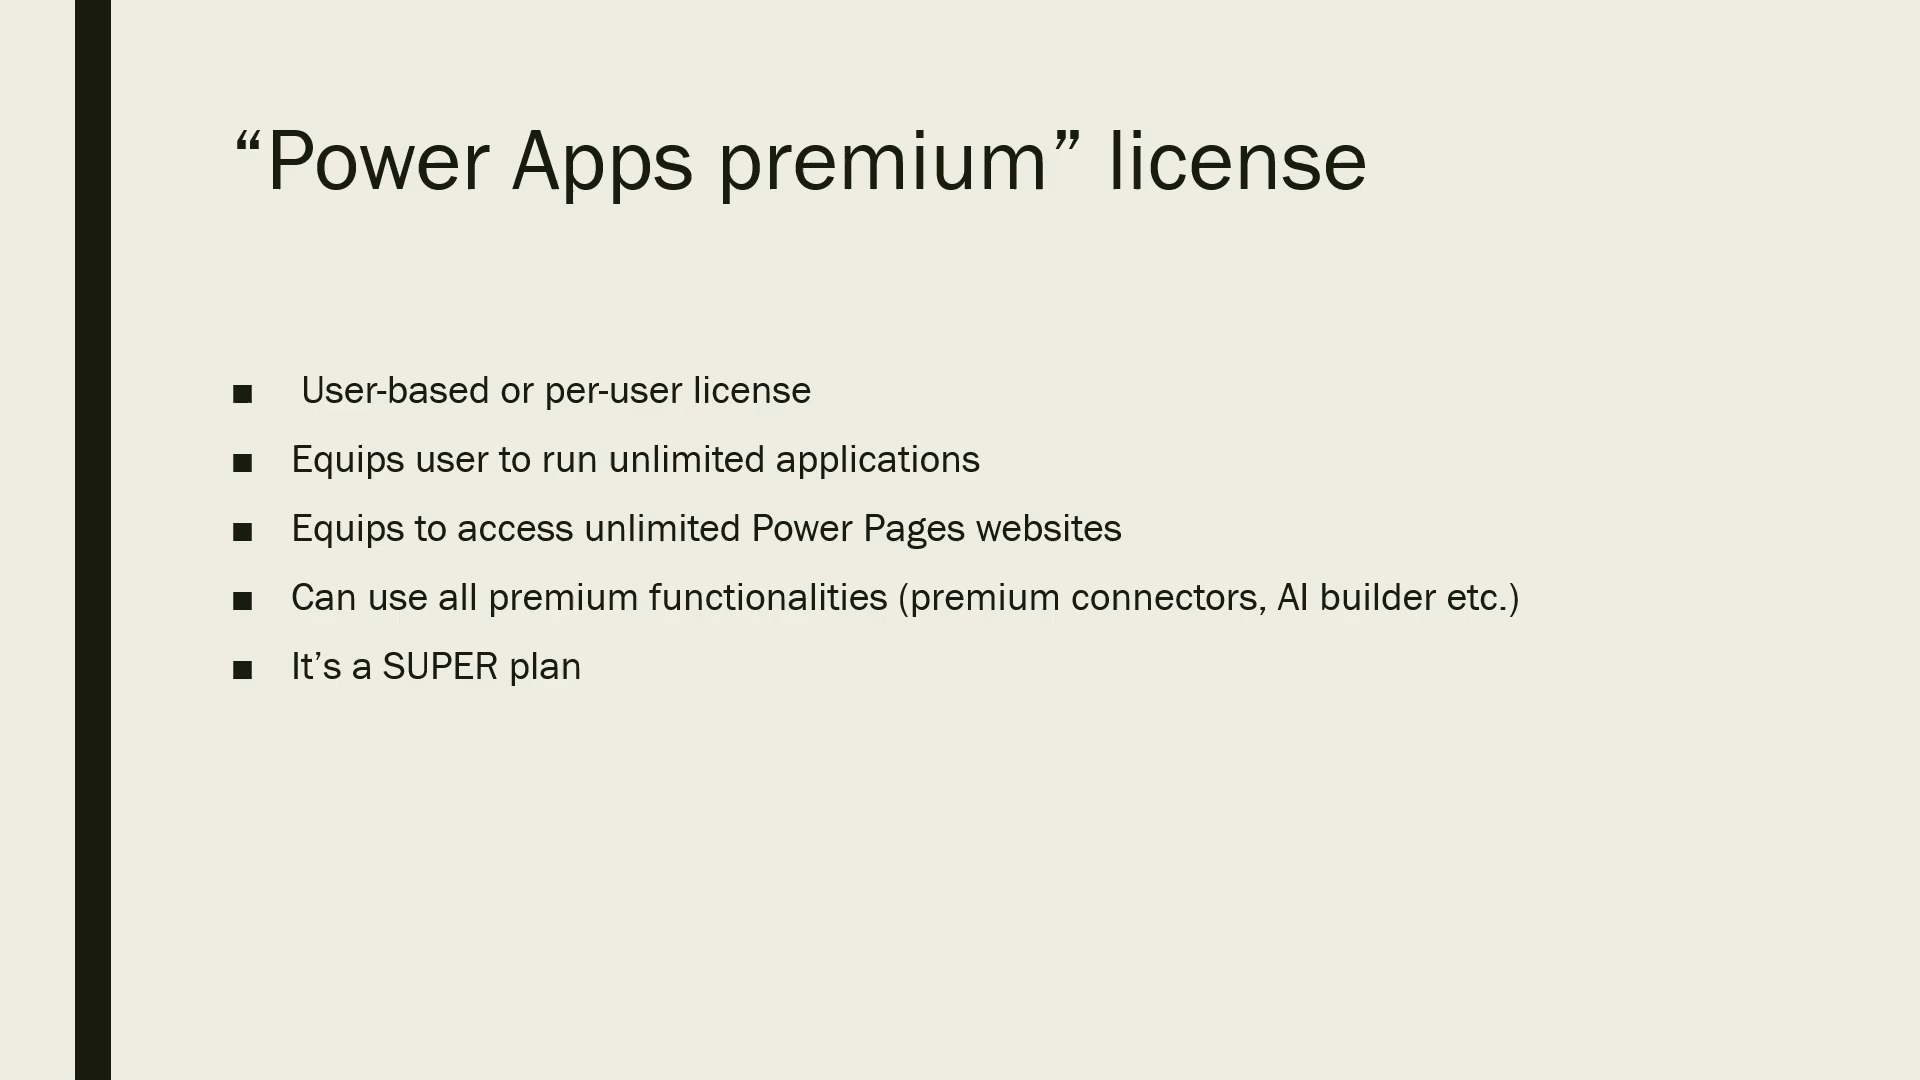 “Power Apps premium” license
■ User-based or per-user license
■ Equips user to run unlimited applications
■ Equips to access unlimited Power Pages websites
■ Can use all premium functionalities (premium connectors, AI builder etc.)
■ It’s a SUPER plan